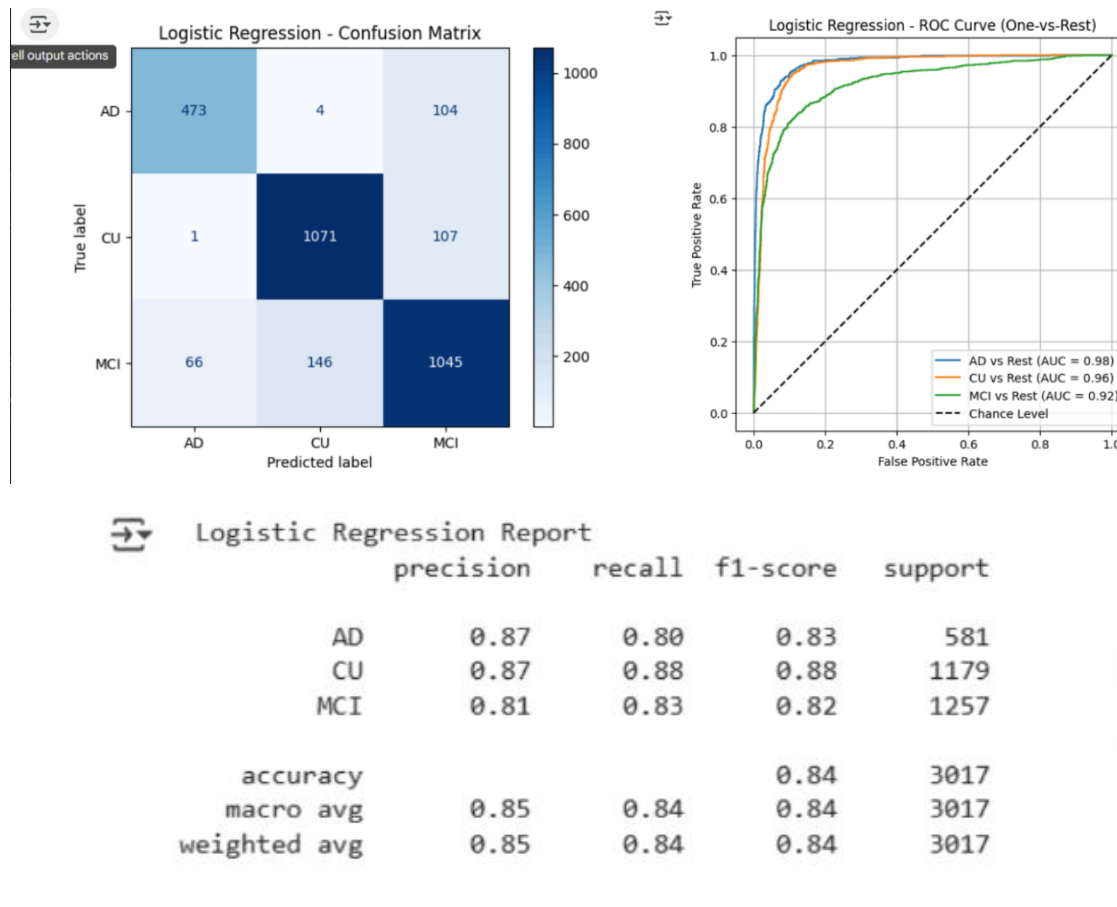 ell output actions
Logistic Regression - Confusion Matrix
True label
AD
473 4 104
CU
1 1071 107
MCI
66 146 1045
AD CU MCI
Predicted label
1000
800
600
400
200
Logistic Regression - ROC Curve (One-vs-Rest)
True Positive Rate
1.0
0.8
0.6
0.4
0.2
0.0
AD vs Rest (AUC = 0.98)
CU vs Rest (AUC = 0.96)
MCI vs Rest (AUC = 0.92)
Chance Level
0.0 0.2 0.4 0.6 0.8 1.0
False Positive Rate
Logistic Regression Report
precision recall f1-score support
AD 0.87 0.80 0.83 581
CU 0.87 0.88 0.88 1179
MCI 0.81 0.83 0.82 1257
accuracy 0.84 3017
macro avg 0.85 0.84 0.84 3017
weighted avg 0.85 0.84 0.84 3017